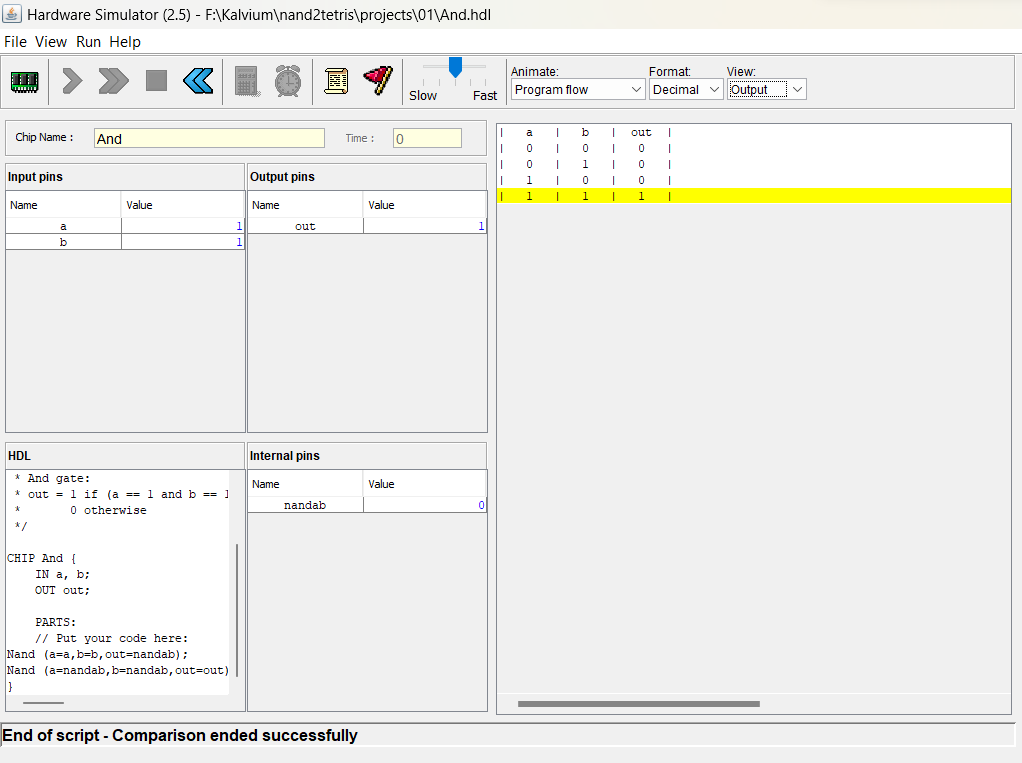 Hardware Simulator (2.5) - F:\Kalvium\nand2tetris\projects\01\And.hdl
File View Run Help
Slow Fast
Animate: Format: View:
Program flow Decimal Output
Chip Name : And Time : 0
Input pins
Name Value
a 1
b 1
Output pins
Name Value
out 1
HDL
* And gate:
* out = 1 if (a == 1 and b == 1
* 0 otherwise
*/
CHIP And {
IN a, b;
OUT out;
PARTS:
// Put your code here:
Nand (a=a,b=b,out=nandab);
Nand (a=nandab,b=nandab,out=out)
}
Internal pins
Name Value
nandab 0
| a | b | out |
| 0 | 0 | 0 |
| 0 | 1 | 0 |
| 1 | 0 | 0 |
| 1 | 1 | 1 |
End of script - Comparison ended successfully